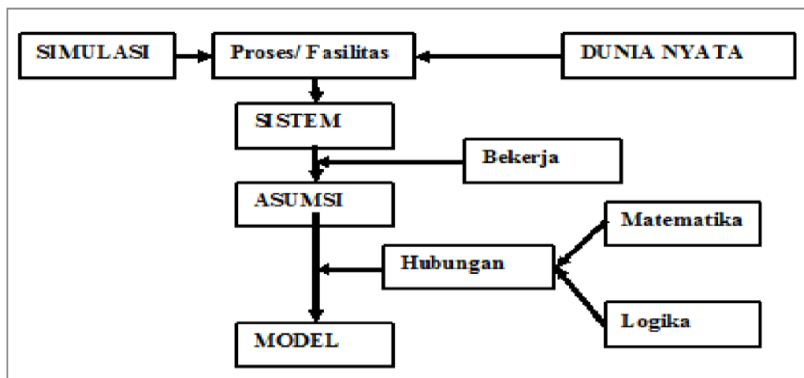 SIMULASI
Proses/ Fasilitas
DUNIA NYATA
SISTEM
Bekerja
ASUMSI
Matematika
Hubungan
Logika
MODEL